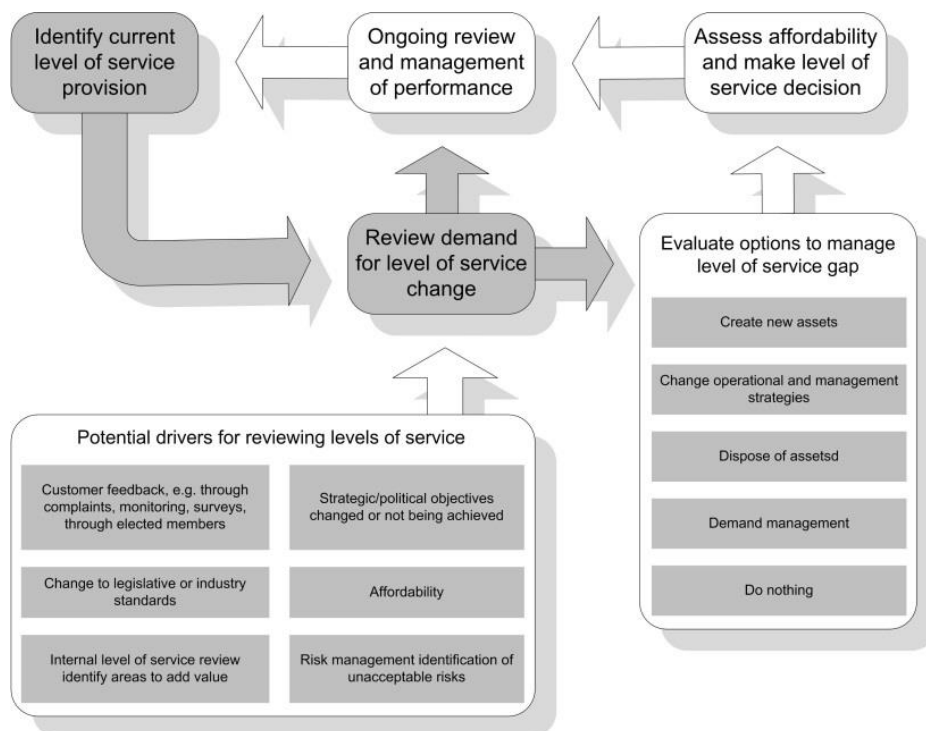 Identify current
level of service
provision
Ongoing review
and management
of performance
Assess affordability
and make level of
service decision
Review demand
for level of service
change
Evaluate options to manage
level of service gap
Create new assets
Change operational and management
strategies
Dispose of assetsd
Demand management
Do nothing
Potential drivers for reviewing levels of service
Customer feedback, e.g. through
complaints, monitoring, surveys,
through elected members
Strategic/political objectives
changed or not being achieved
Change to legislative or industry
standards
Affordability
Internal level of service review
identify areas to add value
Risk management identification of
unacceptable risks